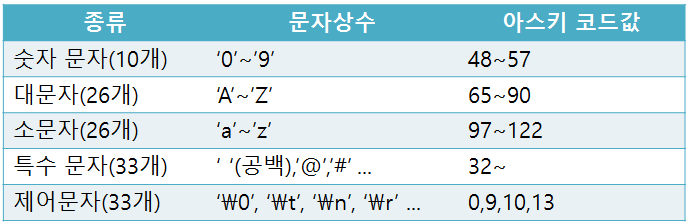 종류 문자상수 아스키 코드값
숫자 문자(10개) ‘0’~’9’ 48~57
대문자(26개) ‘A’~’Z’ 65~90
소문자(26개) ‘a’~’z’ 97~122
특수 문자(33개) ‘ ‘(공백),’@’,’#’ ... 32~
제어문자(33개) ‘₩0’, ‘₩t’, ‘₩n’, ‘₩r’ ... 0,9,10,13